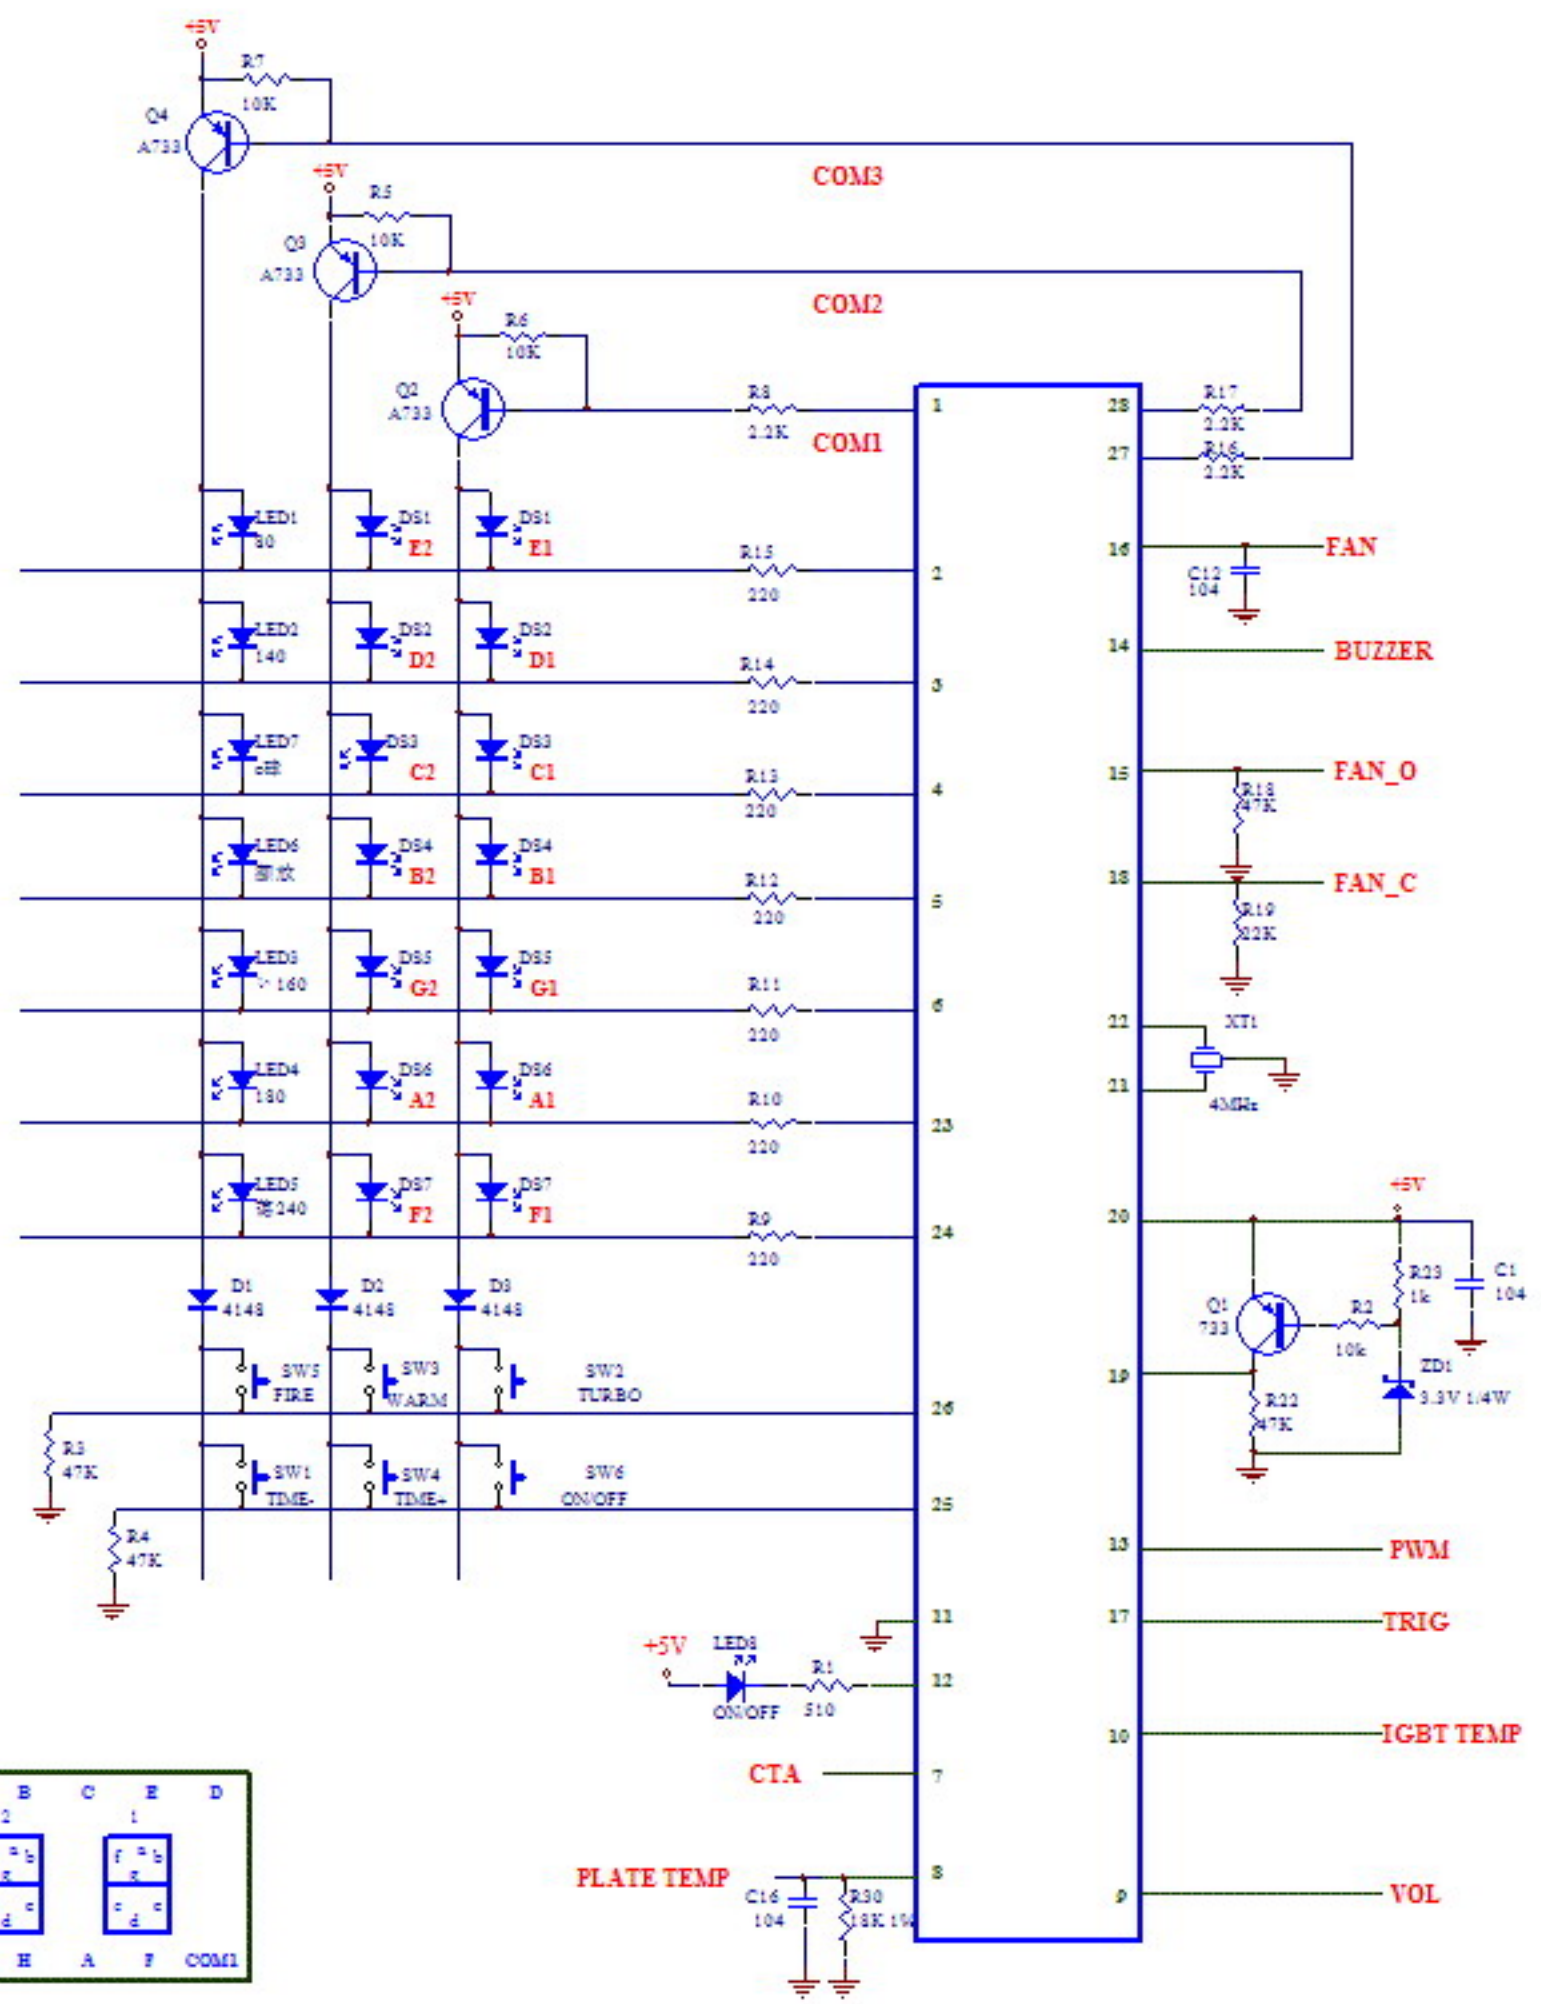 +5V
R7
10K
Q4
A733
COM3
+5V
R5
10K
Q3
A733
COM2
+5V
R6
10K
Q2
A733
R8
2.2K
COM1
1
28
R17
2.2K
27
R16
2.2K
LED1
80
DS1
E2
DS1
E1
R15
220
2
16
FAN
C12
104
LED2
140
DS2
D2
DS2
D1
R14
220
3
14
BUZZER
LED7
DS3
C2
DS3
C1
R13
220
4
15
FAN_O
R18
47K
LED6
DS4
B2
DS4
B1
R12
220
5
18
FAN_C
R19
22K
LED3
160
DS5
G2
DS5
G1
R11
220
6
22
XT1
21
4MHz
LED4
180
DS6
A2
DS6
A1
R10
220
23
LED5
240
DS7
F2
DS7
F1
R9
220
24
+5V
20
R23
1k
C1
104
Q1
733
R2
10k
19
ZD1
3.3V 1/4W
R22
47K
D1
4148
D2
4148
D3
4148
SW5
FIRE
SW3
WARM
SW2
TURBO
26
R3
47K
SW1
TIME-
SW4
TIME+
SW6
ON/OFF
25
R4
47K
13
PWM
11
17
TRIG
+5V
LED8
ON/OFF
R1
510
12
10
IGBT TEMP
CTA
7
PLATE TEMP
8
C16
104
R30
18K 1%
9
VOL
B C E D
2 1
a b f a b
g g
c e c
d d
H A F COM1